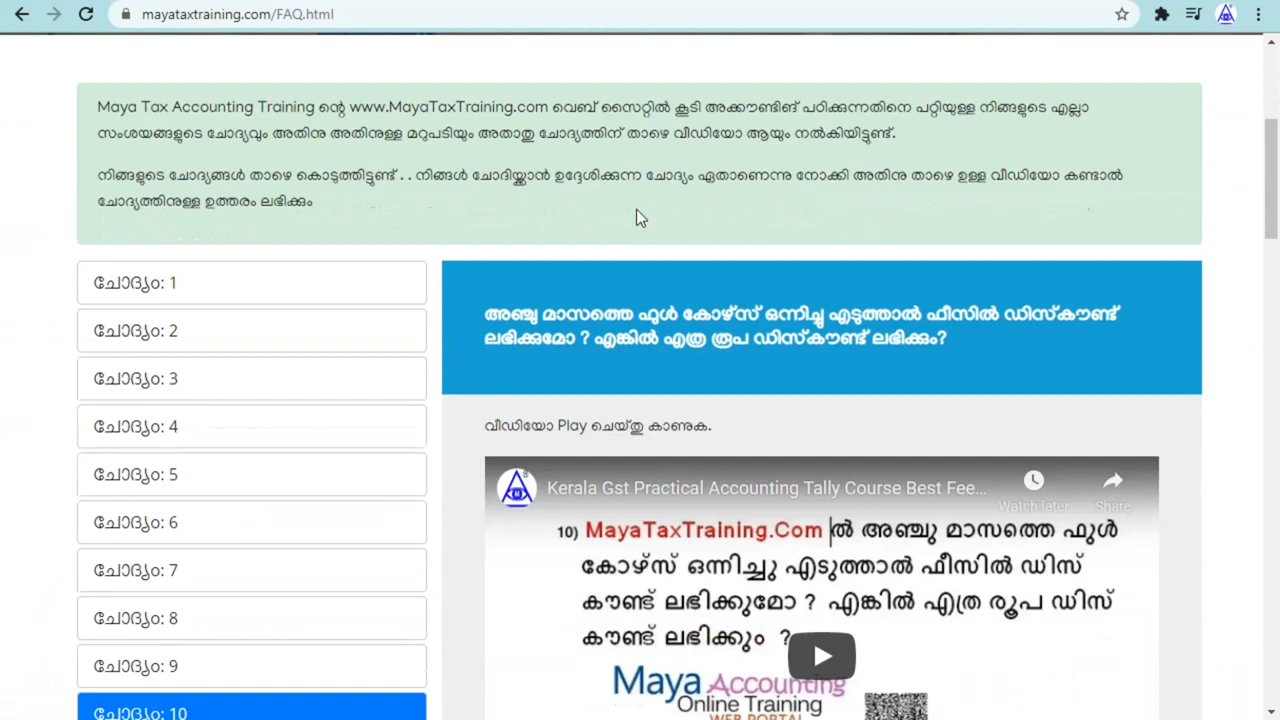 mayataxtraining.com/FAQ.html
Maya Tax Accounting Training ന്റെ www.MayaTaxTraining.com വെബ് സൈറ്റിൽ കൂടി അക്കൗണ്ടിങ് പഠിക്കുന്നതിനെ പറ്റിയുള്ള നിങ്ങളുടെ എല്ലാ
സംശയങ്ങളുടെ ചോദ്യവും അതിനു അതിനുള്ള മറുപടിയും അതാതു ചോദ്യത്തിന് താഴെ വീഡിയോ ആയും നൽകിയിട്ടുണ്ട്.
നിങ്ങളുടെ ചോദ്യങ്ങൾ താഴെ കൊടുത്തിട്ടുണ്ട് . . നിങ്ങൾ ചോദിയ്ക്കാൻ ഉദ്ദേശിക്കുന്ന ചോദ്യം ഏതാണെന്നു നോക്കി അതിനു താഴെ ഉള്ള വീഡിയോ കണ്ടാൽ
ചോദ്യത്തിനുള്ള ഉത്തരം ലഭിക്കും
ചോദ്യം: 1
ചോദ്യം: 2
ചോദ്യം: 3
ചോദ്യം: 4
ചോദ്യം: 5
ചോദ്യം: 6
ചോദ്യം: 7
ചോദ്യം: 8
ചോദ്യം: 9
ചോദ്യം: 10
അഞ്ചു മാസത്തെ ഫുൾ കോഴ്സ് ഒന്നിച്ചു എടുത്താൽ ഫീസിൽ ഡിസ്കൗണ്ട്
ലഭിക്കുമോ ? എങ്കിൽ എത്ര രൂപ ഡിസ്കൗണ്ട് ലഭിക്കും?
വീഡിയോ Play ചെയ്തു കാണുക.
Kerala Gst Practical Accounting Tally Course Best Fee...
Watch later
Share
10) MayaTaxTraining.Com ൽ അഞ്ചു മാസത്തെ ഫുൾ
കോഴ്സ് ഒന്നിച്ചു എടുത്താൽ ഫീസിൽ ഡിസ്
കൗണ്ട് ലഭിക്കുമോ ? എങ്കിൽ എത്ര രൂപ ഡിസ്
കൗണ്ട് ലഭിക്കും ?
Maya Accounting
Online Training
WEB PORTAL